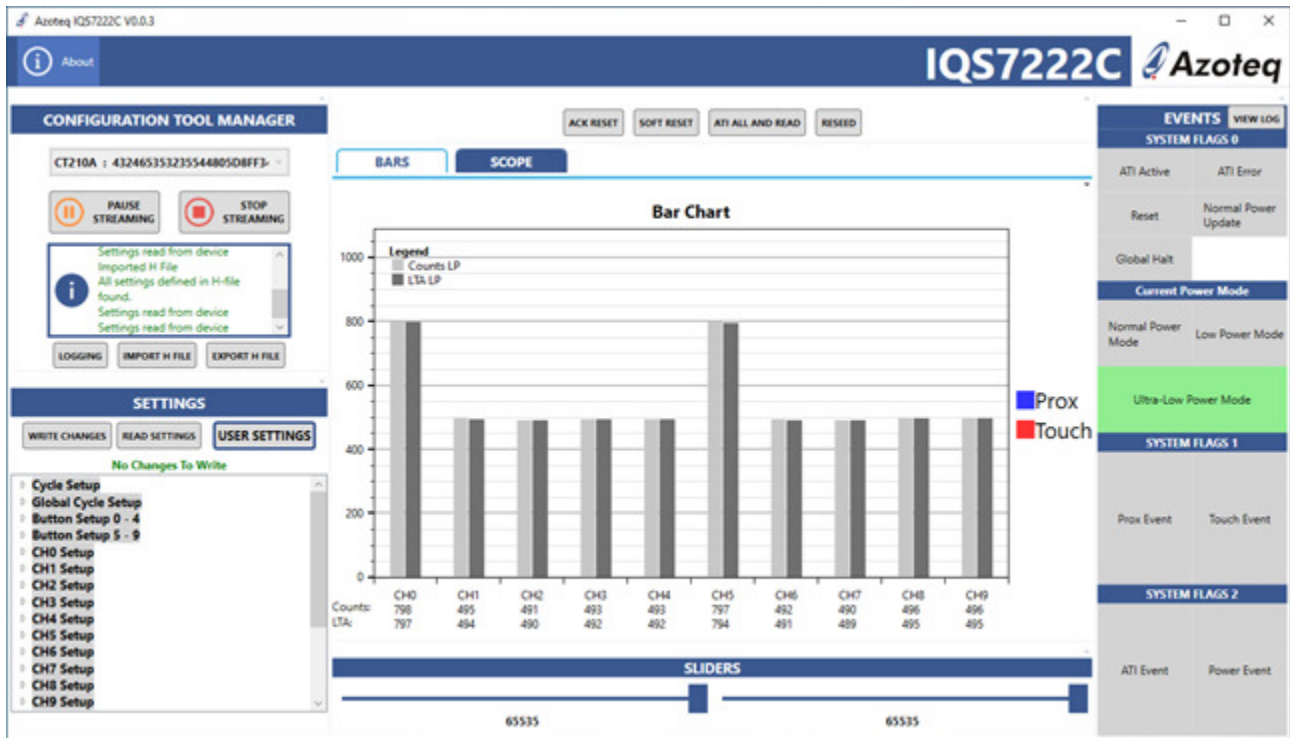 Azoteq IQS7222C V0.0.3
About
IQS7222C Azoteq
CONFIGURATION TOOL MANAGER
CT210A : 432465353235544805D8FF3
PAUSE STREAMING
STOP STREAMING
Settings read from device
Imported H File
All settings defined in H-file
found.
Settings read from device
Settings read from device
LOGGING IMPORT H FILE EXPORT H FILE
SETTINGS
WRITE CHANGES READ SETTINGS USER SETTINGS
No Changes To Write
Cycle Setup
Global Cycle Setup
Button Setup 0 - 4
Button Setup 5 - 9
CH0 Setup
CH1 Setup
CH2 Setup
CH3 Setup
CH4 Setup
CH5 Setup
CH6 Setup
CH7 Setup
CH8 Setup
CH9 Setup
ACK RESET SOFT RESET ATI ALL AND READ RESEED
BARS SCOPE
Bar Chart
Legend
Counts LP
LTA LP
1000
800
600
400
200
0
CH0 CH1 CH2 CH3 CH4 CH5 CH6 CH7 CH8 CH9
Counts: 798 495 491 493 493 797 492 490 496 496
LTA: 797 494 490 492 492 794 491 489 495 495
Prox
Touch
SLIDERS
65535 65535
EVENTS VIEW LOG
SYSTEM FLAGS 0
ATI Active ATI Error
Reset Normal Power Update
Global Halt
Current Power Mode
Normal Power Mode Low Power Mode
Ultra-Low Power Mode
SYSTEM FLAGS 1
Prox Event Touch Event
SYSTEM FLAGS 2
ATI Event Power Event